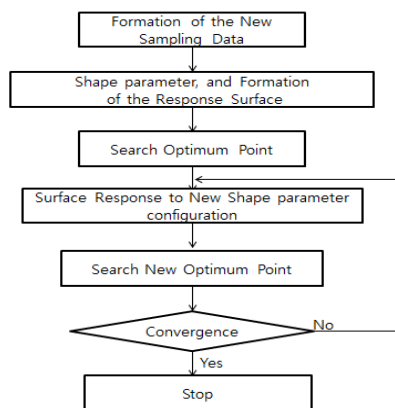 Formation of the New
Sampling Data
Shape parameter, and Formation
of the Response Surface
Search Optimum Point
Surface Response to New Shape parameter
configuration
Search New Optimum Point
Convergence
No
Yes
Stop